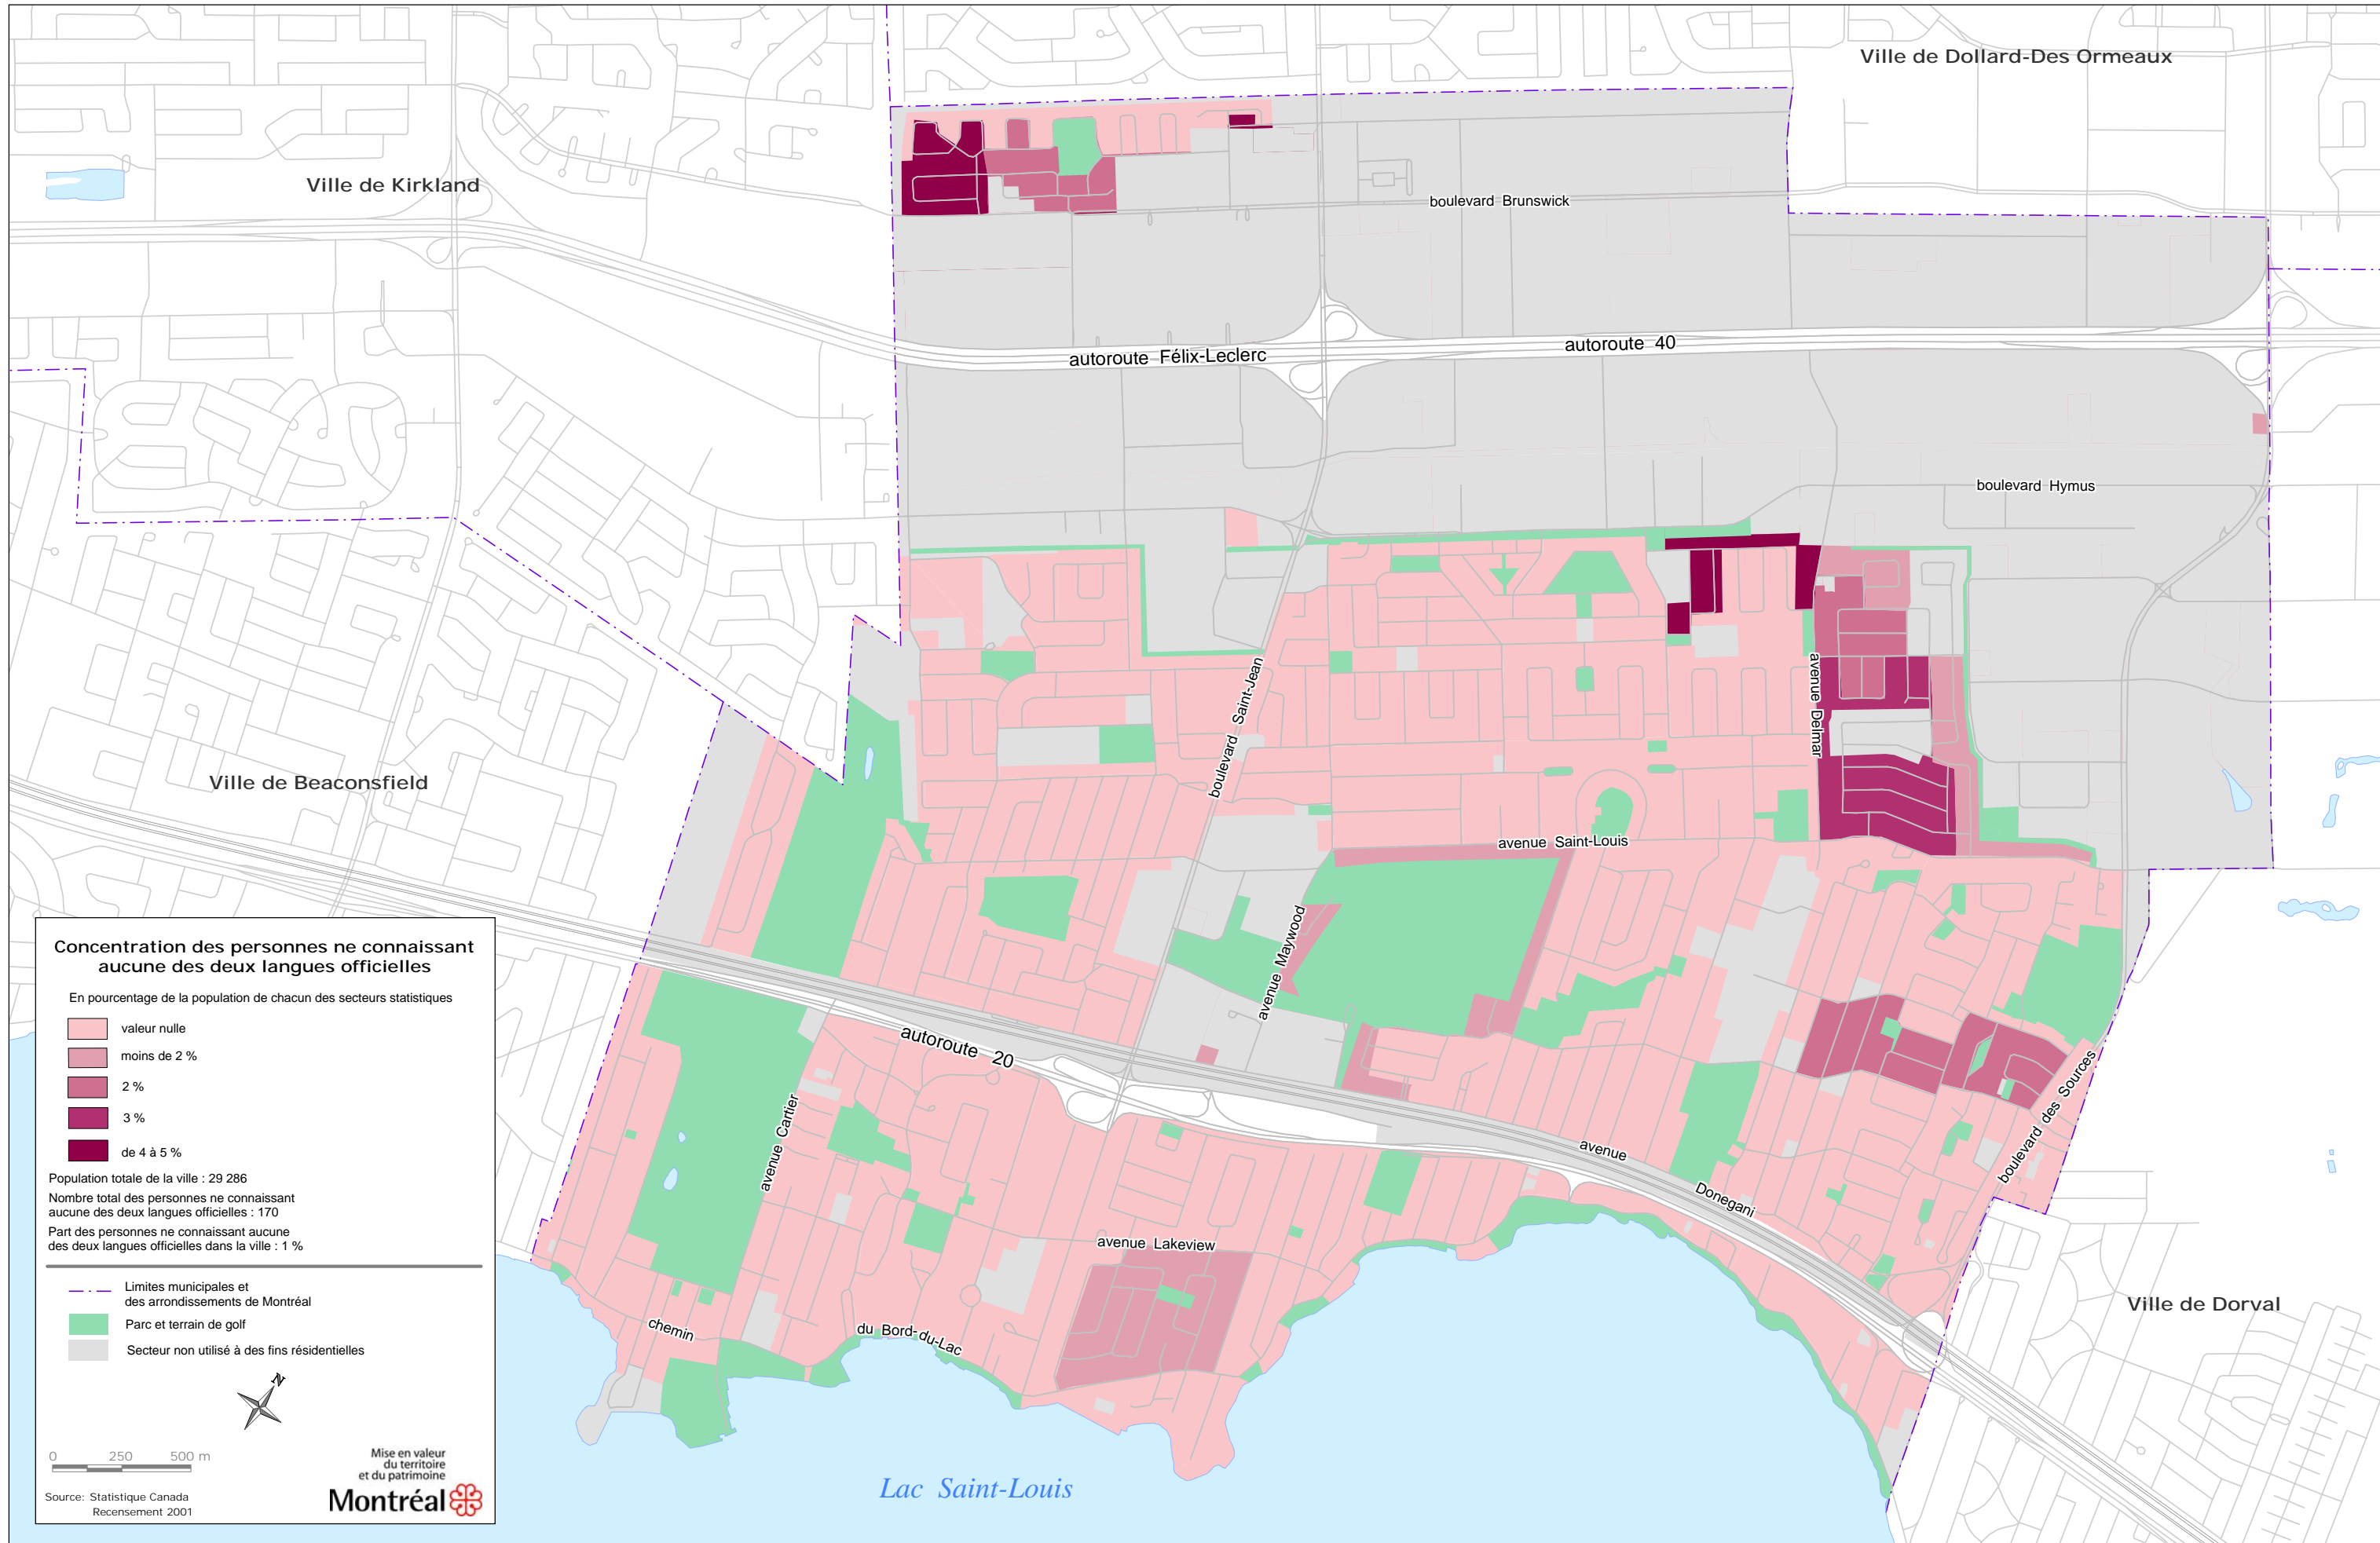 Ville de Dollard-Des Ormeaux
Ville de Kirkland
boulevard Brunswick
autoroute Félix-Leclerc
autoroute 40
boulevard Hymus
boulevard Saint-Jean
avenue Delmar
Ville de Beaconsfield
avenue Saint-Louis
avenue Maywood
autoroute 20
avenue Cartier
boulevard des Sources
avenue Donegani
avenue Lakeview
chemin du Bord-du-Lac
Ville de Dorval
Lac Saint-Louis
Concentration des personnes ne connaissant
aucune des deux langues officielles
En pourcentage de la population de chacun des secteurs statistiques
valeur nulle
moins de 2 %
2 %
3 %
de 4 à 5 %
Population totale de la ville : 29 286
Nombre total des personnes ne connaissant
aucune des deux langues officielles : 170
Part des personnes ne connaissant aucune
des deux langues officielles dans la ville : 1 %
Limites municipales et
des arrondissements de Montréal
Parc et terrain de golf
Secteur non utilisé à des fins résidentielles
N
0 250 500 m
Mise en valeur
du territoire
et du patrimoine
Montréal
Source: Statistique Canada
Recensement 2001